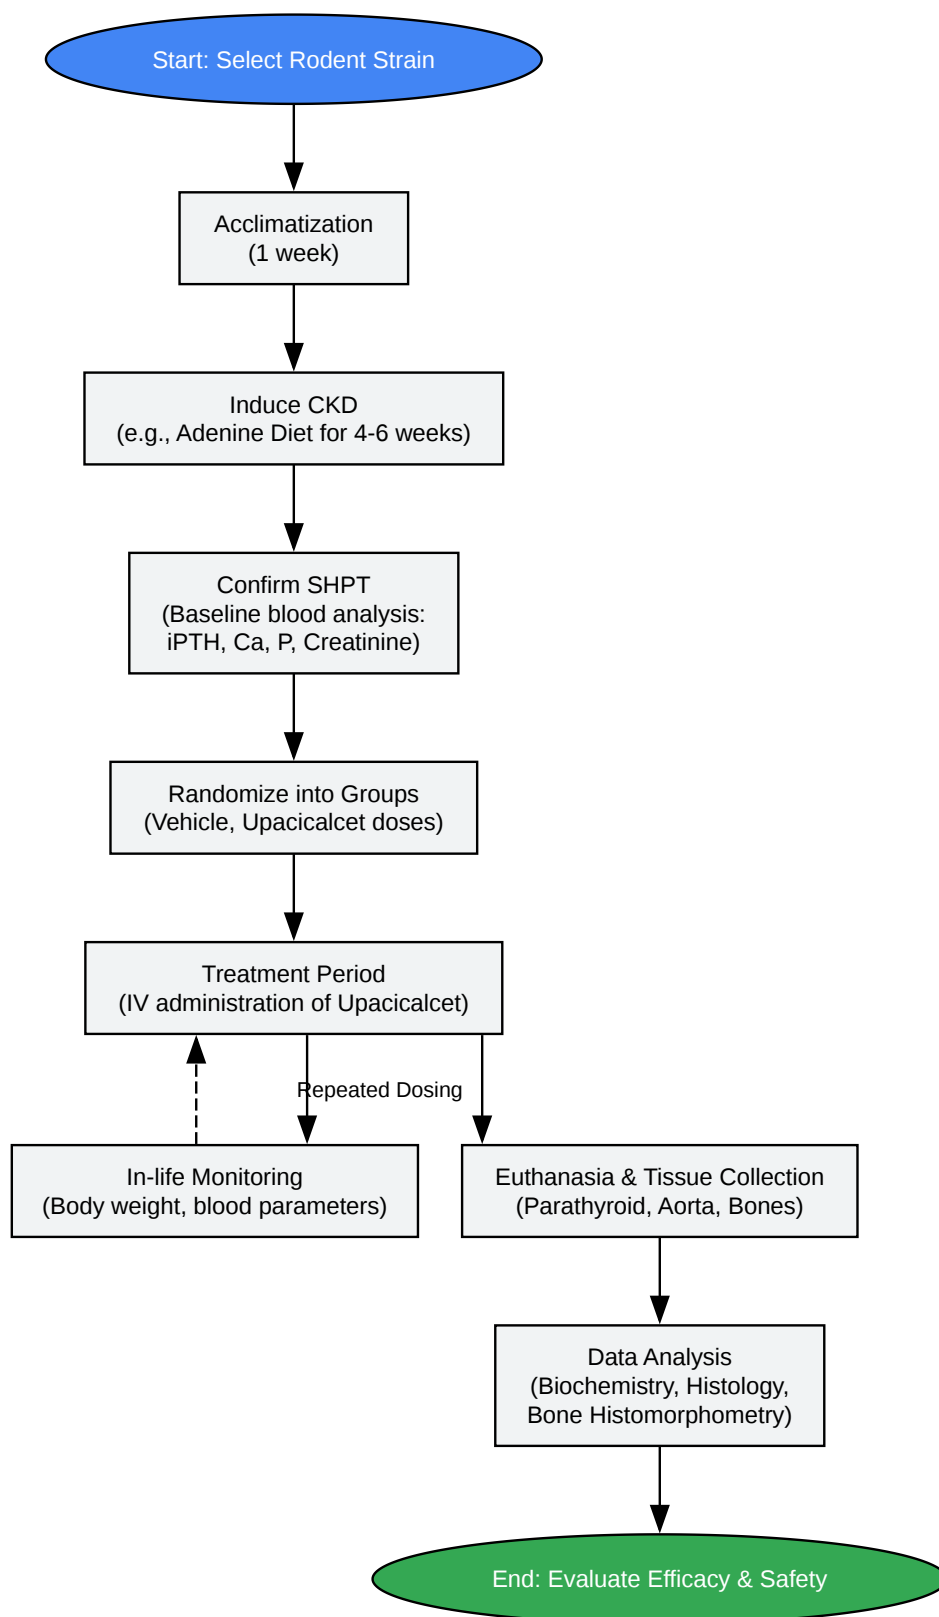 Start: Select Rodent Strain
Acclimatization
(1 week)
Induce CKD
(e.g., Adenine Diet for 4-6 weeks)
Confirm SHPT
(Baseline blood analysis:
iPTH, Ca, P, Creatinine)
Randomize into Groups
(Vehicle, Upacicalcet doses)
Treatment Period
(IV administration of Upacicalcet)
Repeated Dosing
In-life Monitoring
(Body weight, blood parameters)
Euthanasia & Tissue Collection
(Parathyroid, Aorta, Bones)
Data Analysis
(Biochemistry, Histology,
Bone Histomorphometry)
End: Evaluate Efficacy & Safety